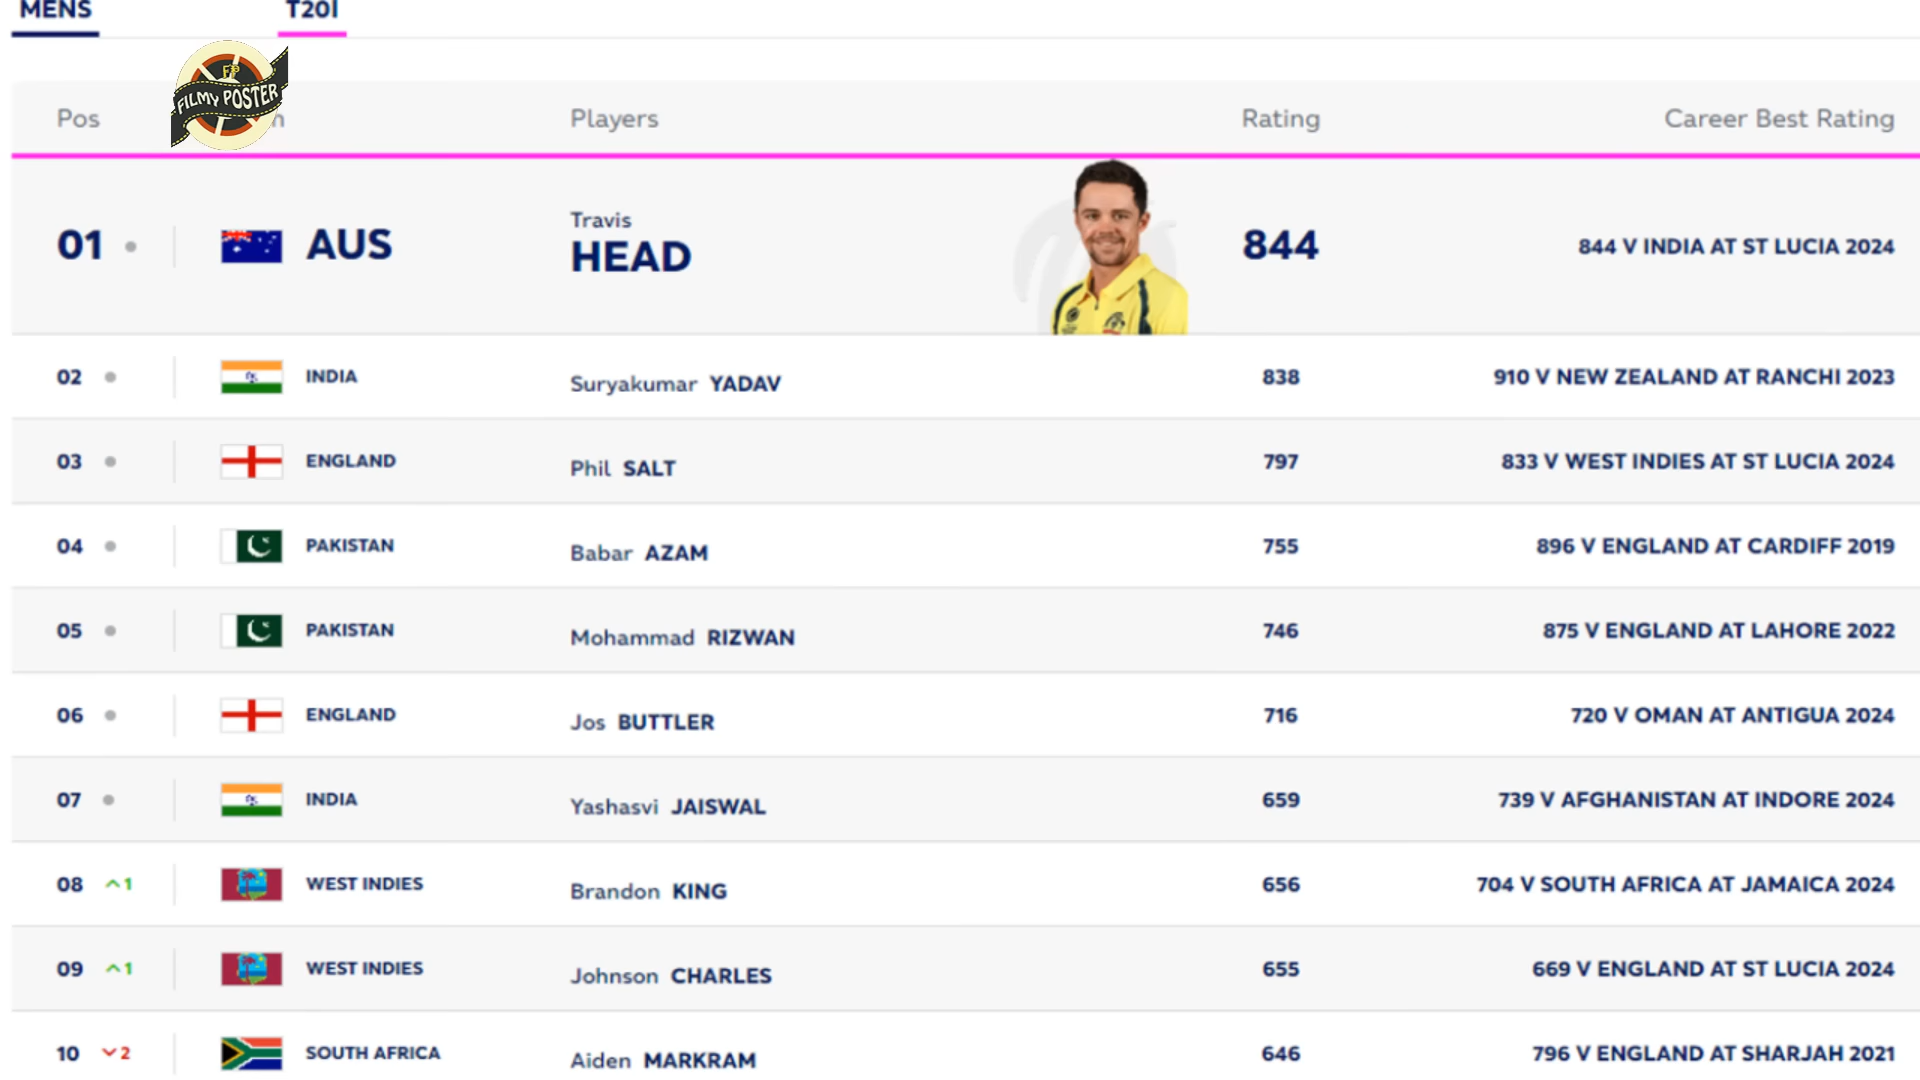 MENS T20I
FP
FILMY POSTER
Pos Players Rating Career Best Rating
01 AUS Travis HEAD 844 844 V INDIA AT ST LUCIA 2024
02 INDIA Suryakumar YADAV 838 910 V NEW ZEALAND AT RANCHI 2023
03 ENGLAND Phil SALT 797 833 V WEST INDIES AT ST LUCIA 2024
04 PAKISTAN Babar AZAM 755 896 V ENGLAND AT CARDIFF 2019
05 PAKISTAN Mohammad RIZWAN 746 875 V ENGLAND AT LAHORE 2022
06 ENGLAND Jos BUTTLER 716 720 V OMAN AT ANTIGUA 2024
07 INDIA Yashasvi JAISWAL 659 739 V AFGHANISTAN AT INDORE 2024
08 1 WEST INDIES Brandon KING 656 704 V SOUTH AFRICA AT JAMAICA 2024
09 1 WEST INDIES Johnson CHARLES 655 669 V ENGLAND AT ST LUCIA 2024
10 2 SOUTH AFRICA Aiden MARKRAM 646 796 V ENGLAND AT SHARJAH 2021